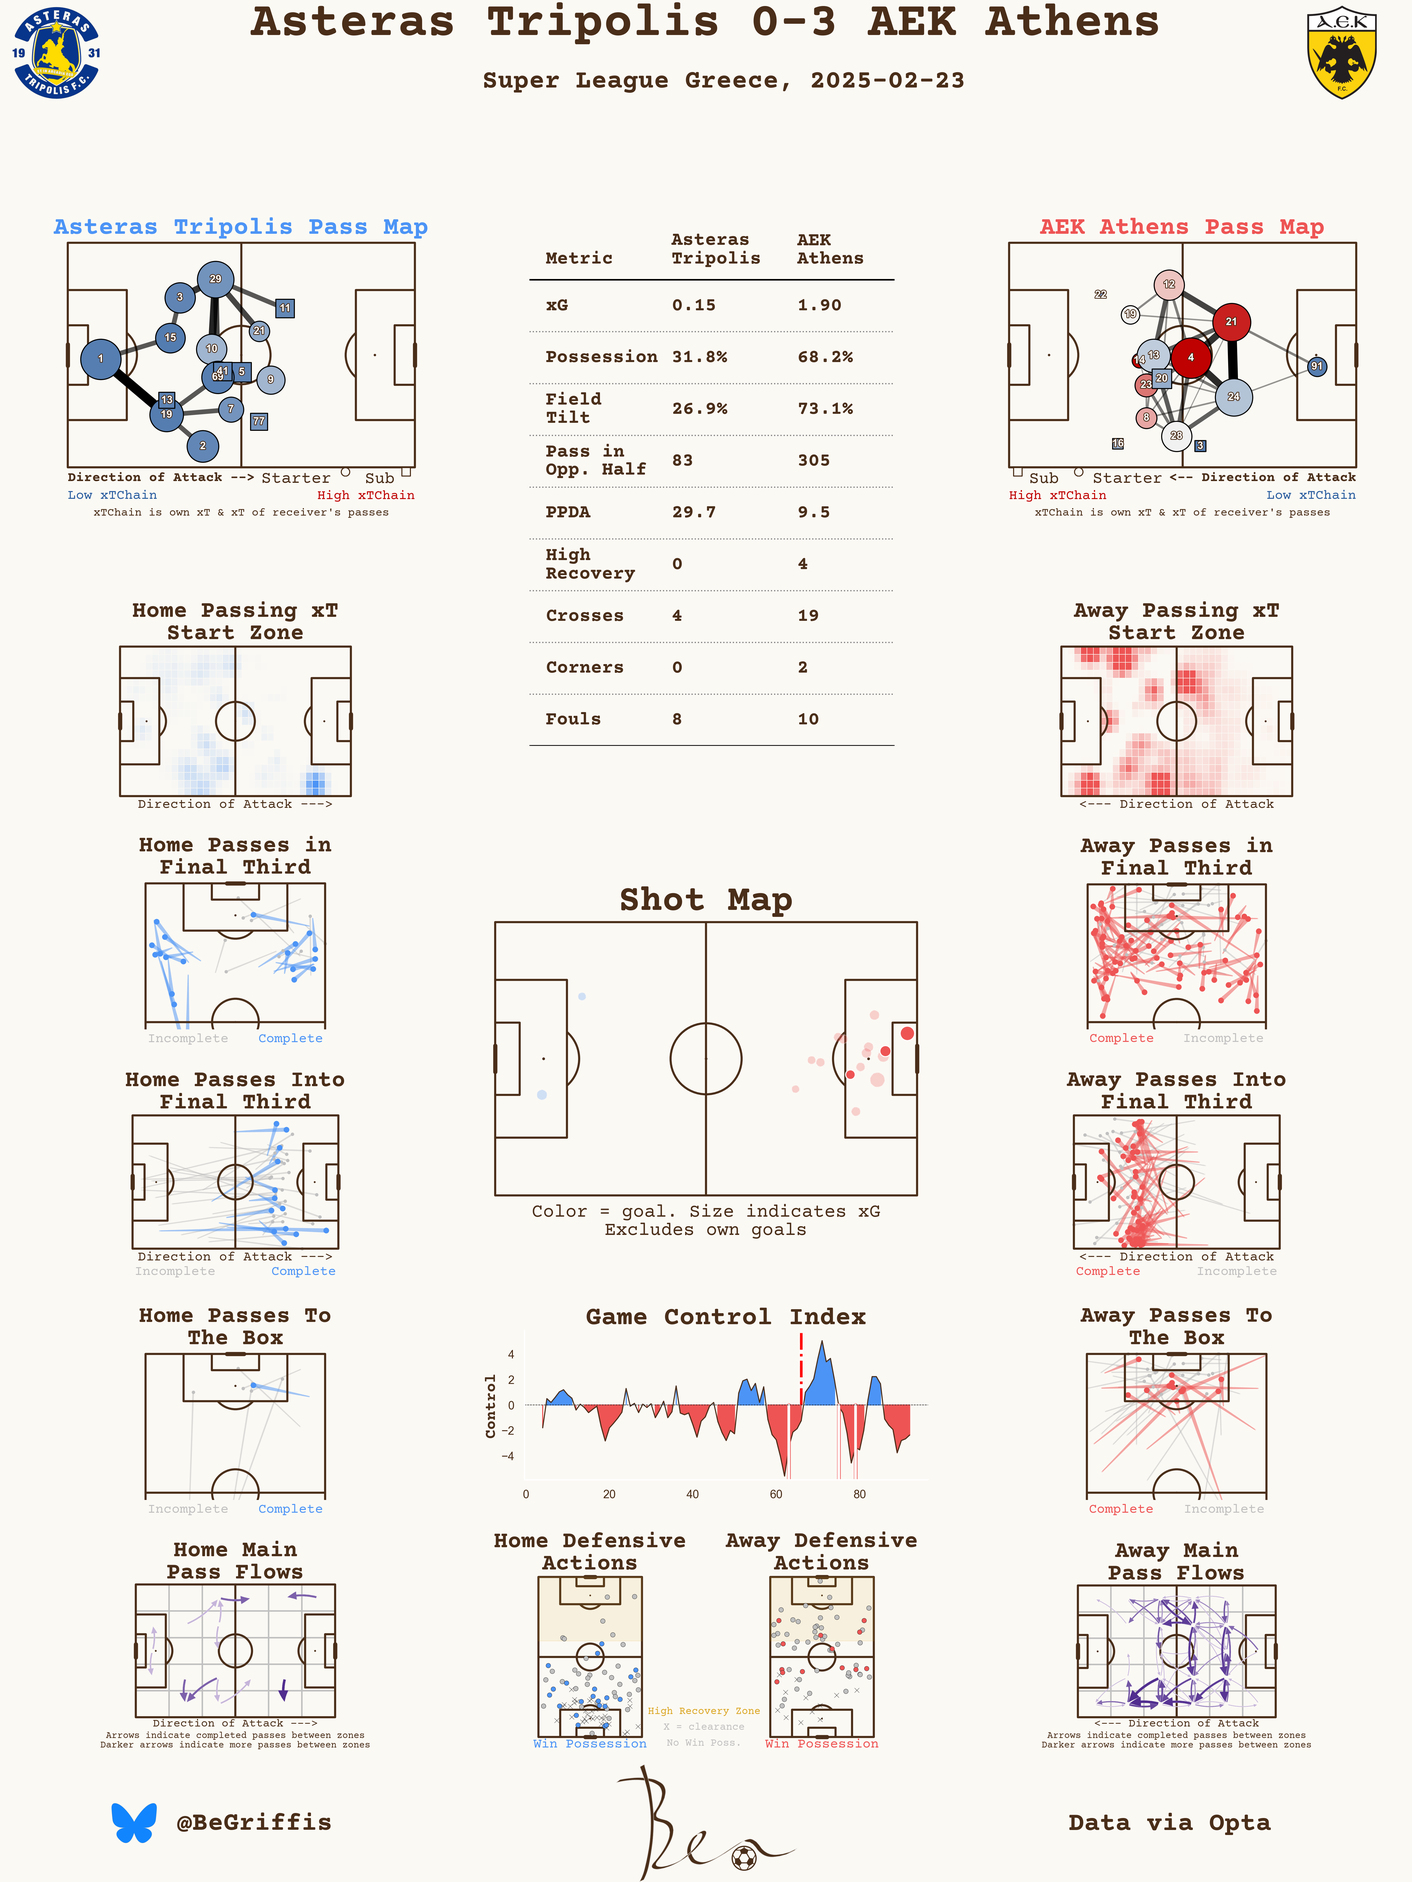 Asteras Tripolis 0-3 AEK Athens
Super League Greece, 2025-02-23
ASTERAS
19 31
TRIPOLIS F.C.
A.E.K
F.C.
Asteras Tripolis Pass Map
29
3
11
21
15
10
1
41
5
69
9
13
19
7
77
2
Direction of Attack --> Starter Sub
Low xTChain High xTChain
xTChain is own xT & xT of receiver's passes
Metric Asteras Tripolis AEK Athens
xG 0.15 1.90
Possession 31.8% 68.2%
Field Tilt 26.9% 73.1%
Pass in Opp. Half 83 305
PPDA 29.7 9.5
High Recovery 0 4
Crosses 4 19
Corners 0 2
Fouls 8 10
AEK Athens Pass Map
12
22
19
21
14
13
4
91
20
23
24
8
28
16
3
Sub Starter <-- Direction of Attack
High xTChain Low xTChain
xTChain is own xT & xT of receiver's passes
Home Passing xT
Start Zone
Direction of Attack --->
Away Passing xT
Start Zone
<--- Direction of Attack
Home Passes in
Final Third
Incomplete Complete
Away Passes in
Final Third
Complete Incomplete
Shot Map
Color = goal. Size indicates xG
Excludes own goals
Home Passes Into
Final Third
Direction of Attack --->
Incomplete Complete
Away Passes Into
Final Third
<--- Direction of Attack
Complete Incomplete
Home Passes To
The Box
Incomplete Complete
Game Control Index
Control
4
2
0
−2
−4
0 20 40 60 80
Away Passes To
The Box
Complete Incomplete
Home Main
Pass Flows
Direction of Attack --->
Arrows indicate completed passes between zones
Darker arrows indicate more passes between zones
Home Defensive
Actions
Win Possession
High Recovery Zone
X = clearance
No Win Poss.
Away Defensive
Actions
Win Possession
Away Main
Pass Flows
<--- Direction of Attack
Arrows indicate completed passes between zones
Darker arrows indicate more passes between zones
@BeGriffis
Ben
Data via Opta